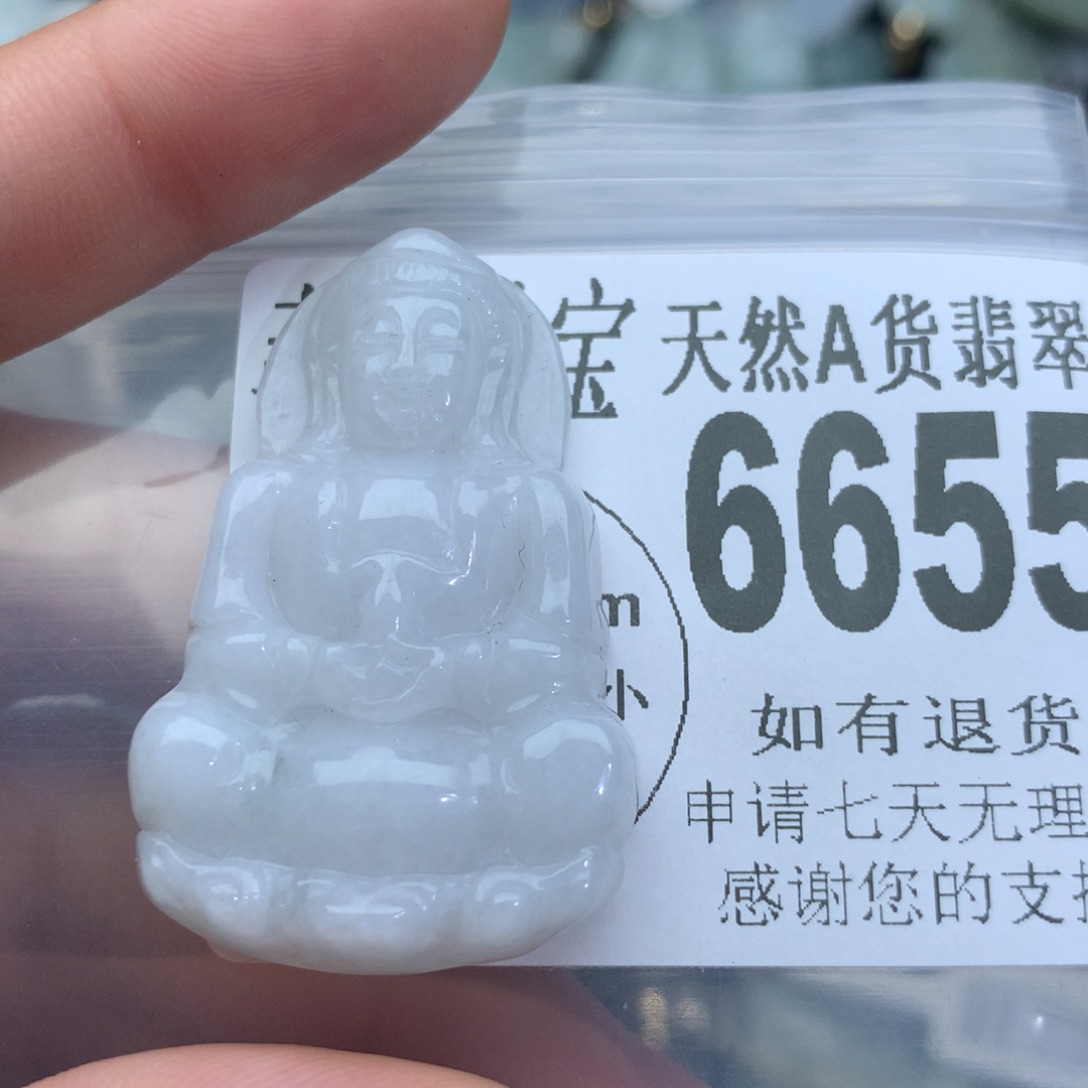 宝
天然A货翡翠
6655
m
小
如有退货
申请七天无理
感谢您的支